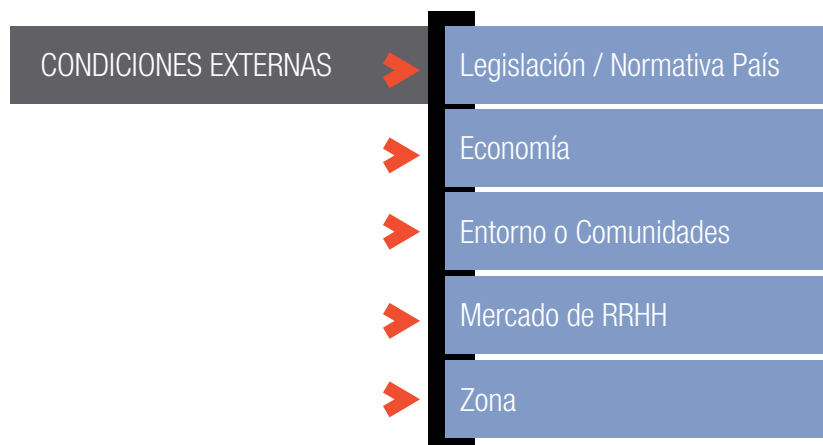 CONDICIONES EXTERNAS
Legislación / Normativa País
Economía
Entorno o Comunidades
Mercado de RRHH
Zona